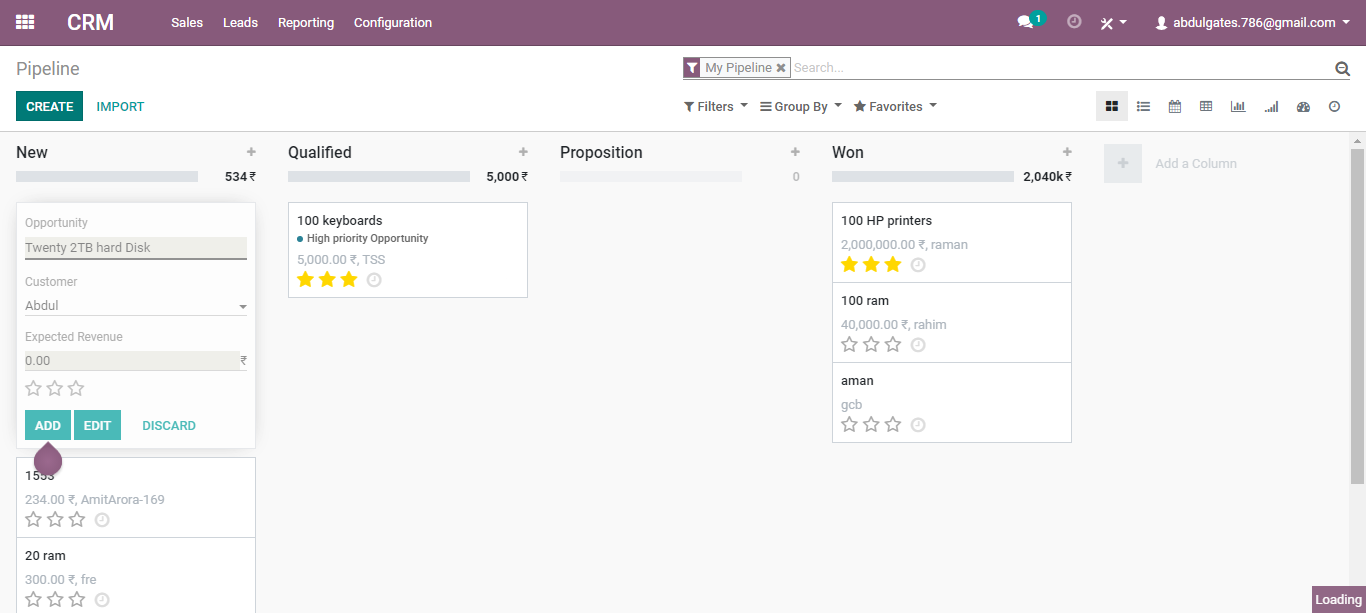 CRM Sales Leads Reporting Configuration 1 abdulgates.786@gmail.com
Pipeline My Pipeline Search...
CREATE IMPORT Filters Group By Favorites
New Qualified Proposition Won Add a Column
534 ₹ 5,000 ₹ 0 2,040k ₹
Opportunity
Twenty 2TB hard Disk
Customer
Abdul
Expected Revenue
0.00 ₹
ADD EDIT DISCARD
1553
234.00 ₹, AmitArora-169
20 ram
300.00 ₹, fre
100 keyboards
High priority Opportunity
5,000.00 ₹, TSS
100 HP printers
2,000,000.00 ₹, raman
100 ram
40,000.00 ₹, rahim
aman
gcb
Loading